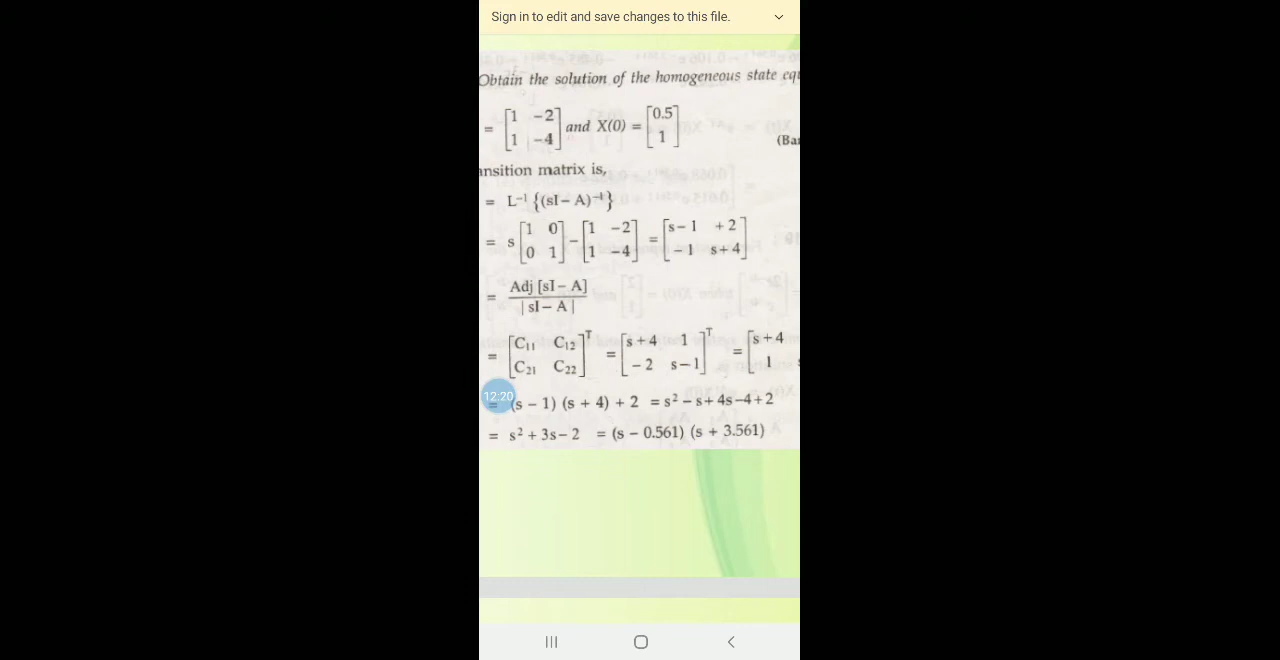 Sign in to edit and save changes to this file.
Obtain the solution of the homogeneous state
= [1 −2; 1 −4] and X(0) = [0.5; 1]
ansition matrix is,
= L⁻¹ {(sI − A)⁻¹}
= s [1 0; 0 1] − [1 −2; 1 −4] = [s − 1 + 2; − 1 s + 4]
= Adj [sI − A] / | sI − A |
= [C₁₁ C₁₂; C₂₁ C₂₂]ᵀ = [s + 4 1; − 2 s − 1]ᵀ = [s + 4; 1
12:20
= (s − 1) (s + 4) + 2 = s² − s + 4s − 4 + 2
= s² + 3s − 2 = (s − 0.561) (s + 3.561)